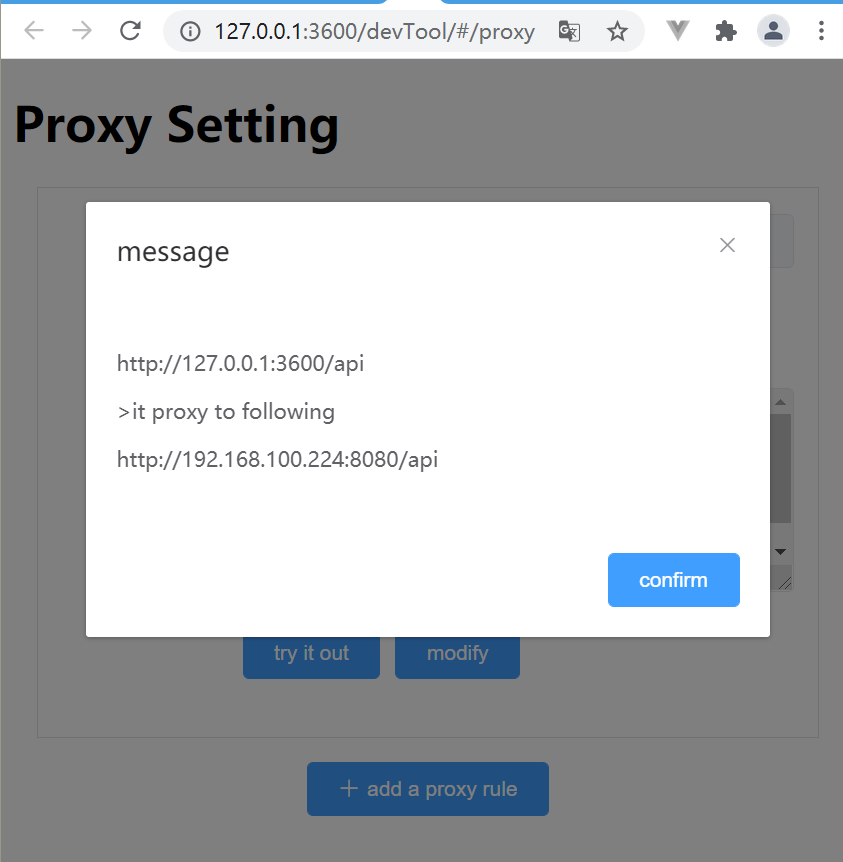 127.0.0.1:3600/devTool/#/proxy
Proxy Setting
message
http://127.0.0.1:3600/api
>it proxy to following
http://192.168.100.224:8080/api
confirm
try it out modify
+ add a proxy rule